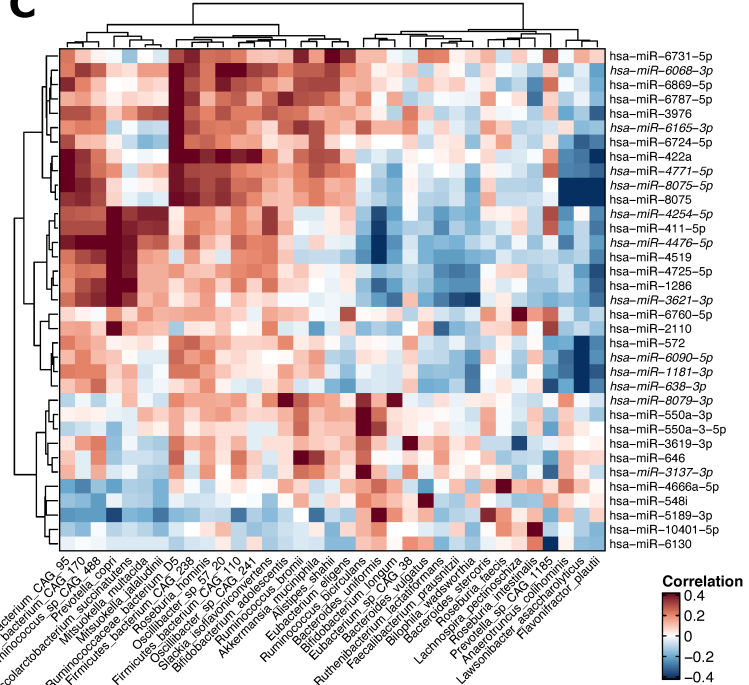 C
hsa−miR−6731−5p
hsa−miR−6068−3p
hsa−miR−6869−5p
hsa−miR−6787−5p
hsa−miR−3976
hsa−miR−6165−3p
hsa−miR−6724−5p
hsa−miR−422a
hsa−miR−4771−5p
hsa−miR−8075−5p
hsa−miR−8075
hsa−miR−4254−5p
hsa−miR−411−5p
hsa−miR−4476−5p
hsa−miR−4519
hsa−miR−4725−5p
hsa−miR−1286
hsa−miR−3621−3p
hsa−miR−6760−5p
hsa−miR−2110
hsa−miR−572
hsa−miR−6090−5p
hsa−miR−1181−3p
hsa−miR−638−3p
hsa−miR−8079−3p
hsa−miR−550a−3p
hsa−miR−550a−3−5p
hsa−miR−3619−3p
hsa−miR−646
hsa−miR−3137−3p
hsa−miR−4666a−5p
hsa−miR−548i
hsa−miR−5189−3p
hsa−miR−10401−5p
hsa−miR−6130
acterium_CAG_95
bacterium_CAG_170
minococcus_sp_CAG_488
Prevotella_copri
scolarctobacterium_succinatutens
Mitsuokella_multacida
Mitsuokella_jalaludinii
Ruminococcaceae_bacterium_D5
Firmicutes_bacterium_CAG_238
Roseburia_hominis
Oscillibacter_sp_57_20
Firmicutes_bacterium_CAG_110
Oscillibacter_sp_CAG_241
Slackia_isoflavoniconvertens
Bifidobacterium_adolescentis
Ruminococcus_bromii
Akkermansia_muciniphila
Alistipes_shahii
Eubacterium_eligens
Ruminococcus_bicirculans
Bacteroides_uniformis
Bifidobacterium_longum
Eubacterium_sp_CAG_38
Bacteroides_vulgatus
Ruthenibacterium_lactatiformans
Faecalibacterium_prausnitzii
Bilophila_wadsworthia
Bacteroides_stercoris
Roseburia_faecis
Lachnospira_pectinoschiza
Roseburia_intestinalis
Prevotella_sp_CAG_5185
Anaerotruncus_colihominis
Lawsonibacter_asaccharolyticus
Flavonifractor_plautii
Correlation
0.4
0.2
0
−0.2
−0.4